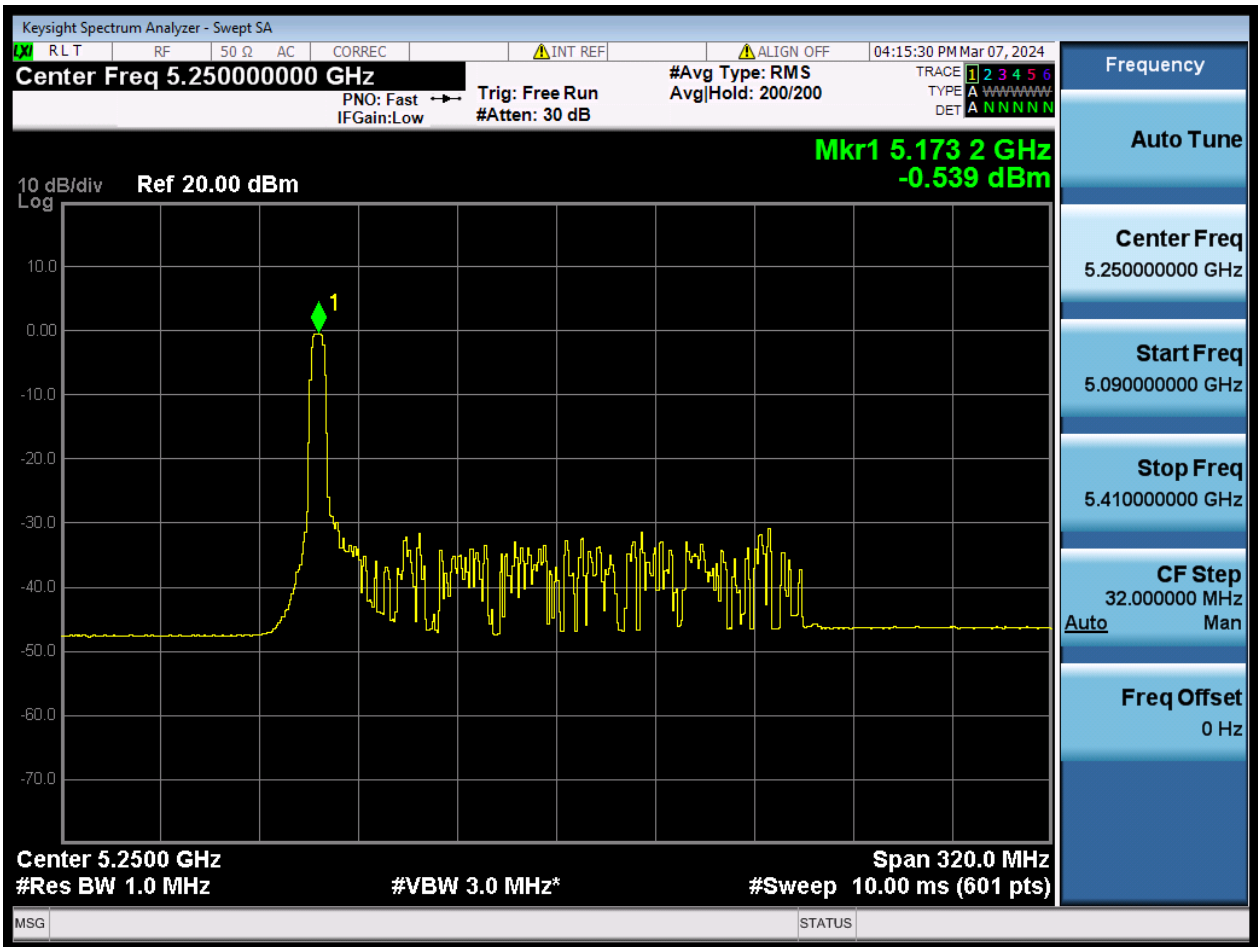 Keysight Spectrum Analyzer - Swept SA
LXI RLT RF 50 Ω AC CORREC INT REF ALIGN OFF 04:15:30 PM Mar 07, 2024
Center Freq 5.250000000 GHz
PNO: Fast
IFGain:Low
Trig: Free Run
#Atten: 30 dB
#Avg Type: RMS
Avg|Hold: 200/200
TRACE 1 2 3 4 5 6
TYPE A WWWWW
DET A N N N N N
Mkr1 5.173 2 GHz
-0.539 dBm
10 dB/div Ref 20.00 dBm
Log
10.0
0.00
1
-10.0
-20.0
-30.0
-40.0
-50.0
-60.0
-70.0
Center 5.2500 GHz Span 320.0 MHz
#Res BW 1.0 MHz #VBW 3.0 MHz* #Sweep 10.00 ms (601 pts)
MSG STATUS
Frequency
Auto Tune
Center Freq
5.250000000 GHz
Start Freq
5.090000000 GHz
Stop Freq
5.410000000 GHz
CF Step
32.000000 MHz
Auto Man
Freq Offset
0 Hz